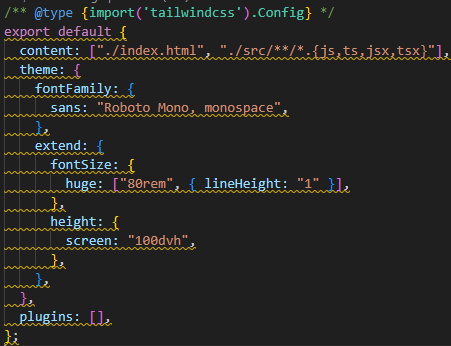 /** @type {import('tailwindcss').Config} */
export default {
  content: ["./index.html", "./src/**/*.{js,ts,jsx,tsx}"],
  theme: {
    fontFamily: {
      sans: "Roboto Mono, monospace",
    },
    extend: {
      fontSize: {
        huge: ["80rem", { lineHeight: "1" }],
      },
      height: {
        screen: "100dvh",
      },
    },
  },
  plugins: [],
};